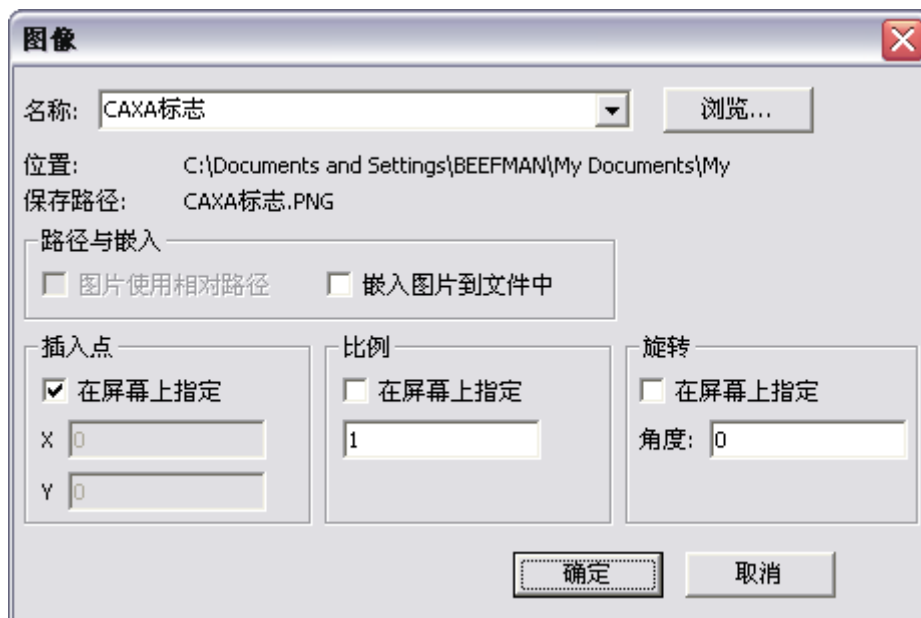 图像
名称: CAXA标志 浏览...
位置: C:\Documents and Settings\BEEFMAN\My Documents\My
保存路径: CAXA标志.PNG
路径与嵌入
图片使用相对路径 嵌入图片到文件中
插入点 比例 旋转
在屏幕上指定 在屏幕上指定 在屏幕上指定
X 0 1 角度: 0
Y 0
确定 取消